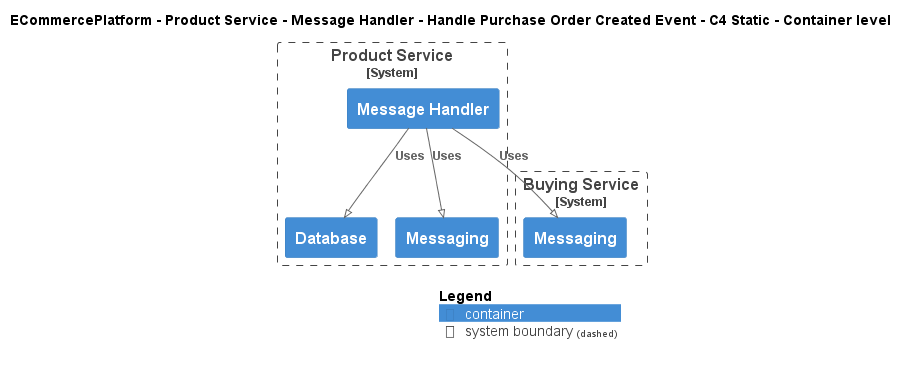 ECommercePlatform - Product Service - Message Handler - Handle Purchase Order Created Event - C4 Static - Container level
Product Service
[System]
Message Handler
Uses
Uses
Uses
Buying Service
[System]
Database
Messaging
Messaging
Legend
container
system boundary (dashed)